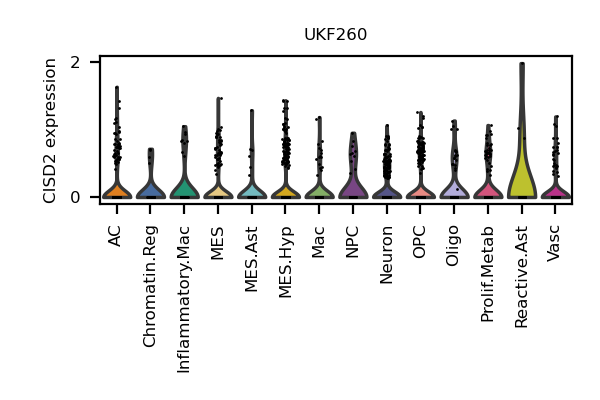 UKF260
CISD2 expression
2
0
AC
Chromatin.Reg
Inflammatory.Mac
MES
MES.Ast
MES.Hyp
Mac
NPC
Neuron
OPC
Oligo
Prolif.Metab
Reactive.Ast
Vasc